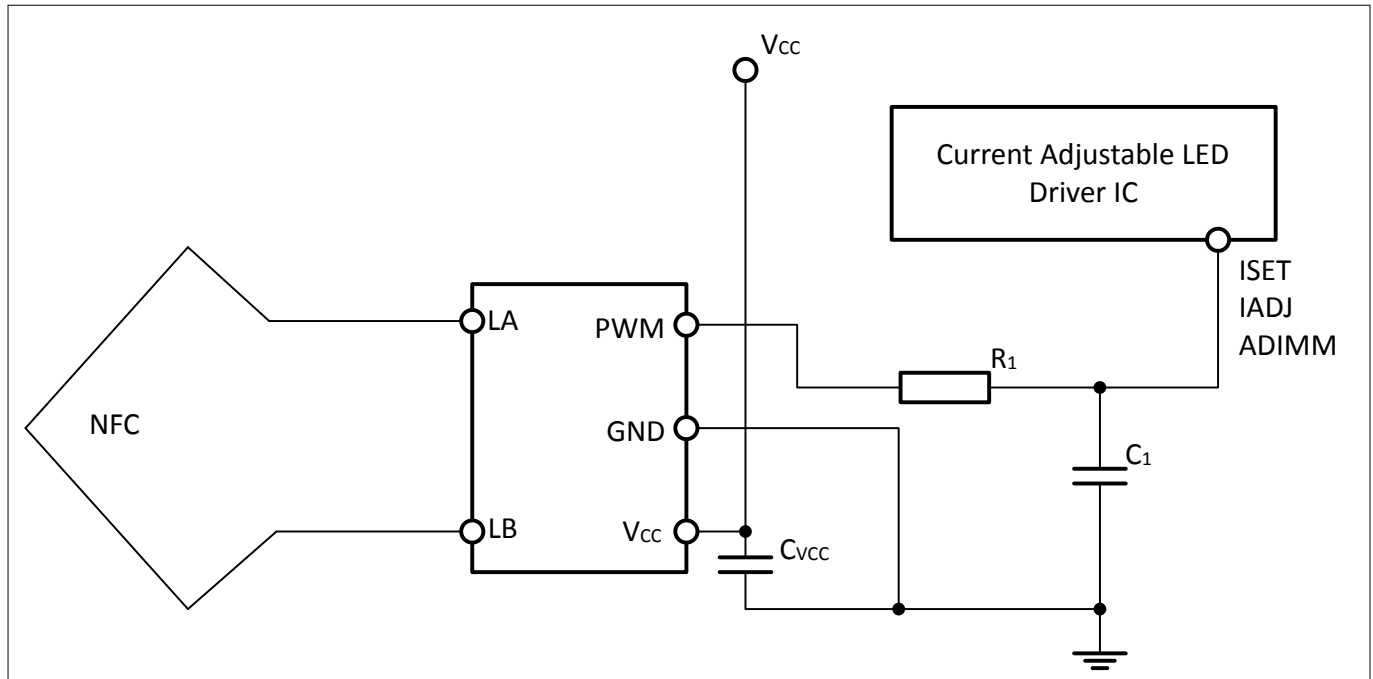 VCC
Current Adjustable LED
Driver IC
ISET
IADJ
ADIMM
LA
PWM
R1
NFC
GND
C1
LB
VCC
CVCC